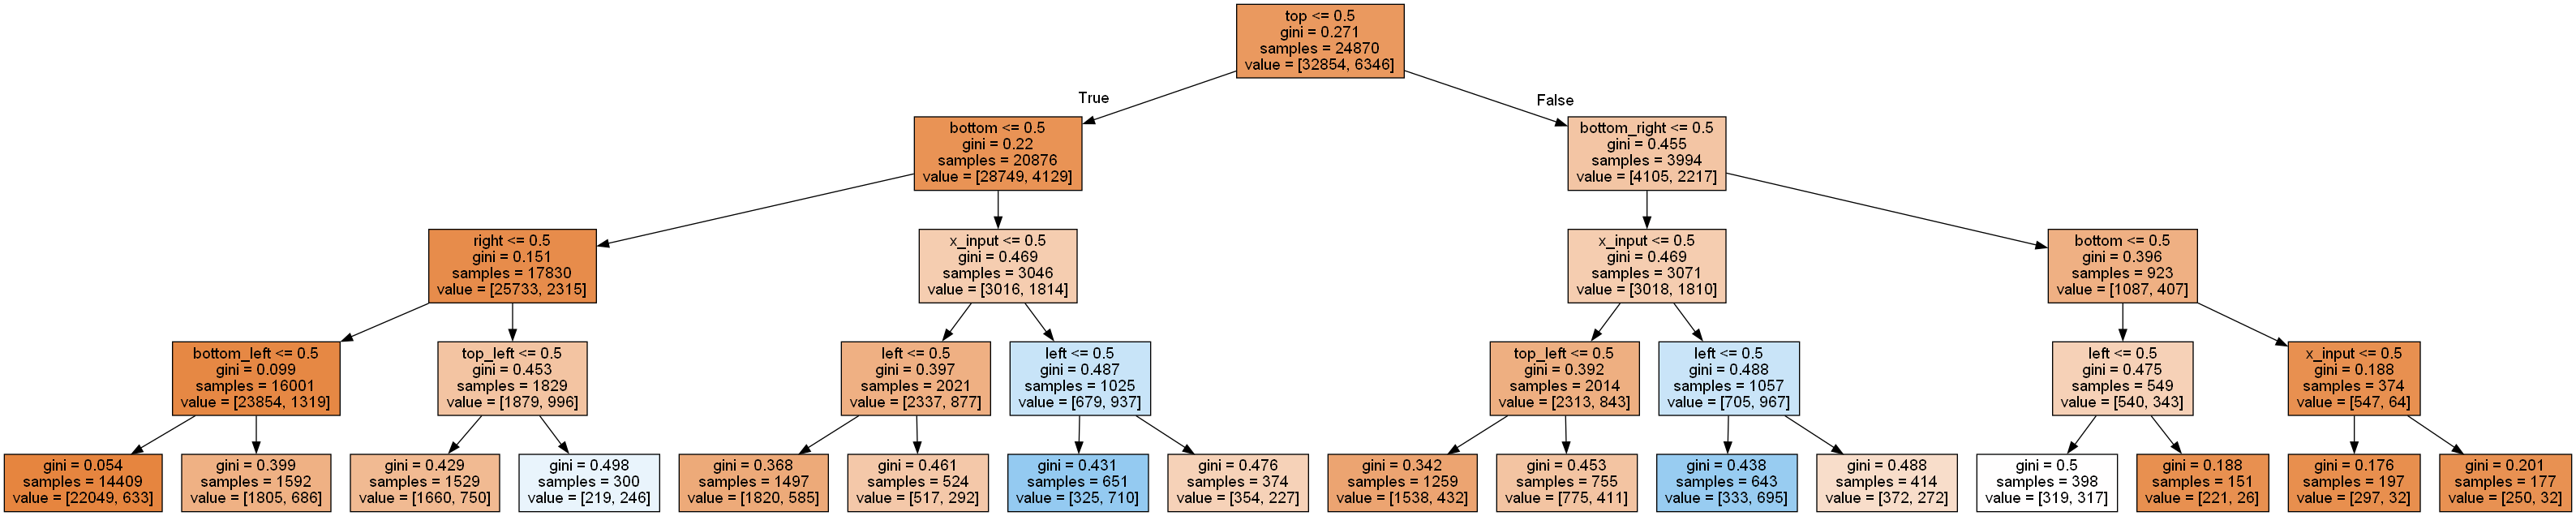 top <= 0.5
gini = 0.271
samples = 24870
value = [32854, 6346]
True
False
bottom <= 0.5
gini = 0.22
samples = 20876
value = [28749, 4129]
bottom_right <= 0.5
gini = 0.455
samples = 3994
value = [4105, 2217]
right <= 0.5
gini = 0.151
samples = 17830
value = [25733, 2315]
x_input <= 0.5
gini = 0.469
samples = 3046
value = [3016, 1814]
x_input <= 0.5
gini = 0.469
samples = 3071
value = [3018, 1810]
bottom <= 0.5
gini = 0.396
samples = 923
value = [1087, 407]
bottom_left <= 0.5
gini = 0.099
samples = 16001
value = [23854, 1319]
top_left <= 0.5
gini = 0.453
samples = 1829
value = [1879, 996]
left <= 0.5
gini = 0.397
samples = 2021
value = [2337, 877]
left <= 0.5
gini = 0.487
samples = 1025
value = [679, 937]
top_left <= 0.5
gini = 0.392
samples = 2014
value = [2313, 843]
left <= 0.5
gini = 0.488
samples = 1057
value = [705, 967]
left <= 0.5
gini = 0.475
samples = 549
value = [540, 343]
x_input <= 0.5
gini = 0.188
samples = 374
value = [547, 64]
gini = 0.054
samples = 14409
value = [22049, 633]
gini = 0.399
samples = 1592
value = [1805, 686]
gini = 0.429
samples = 1529
value = [1660, 750]
gini = 0.498
samples = 300
value = [219, 246]
gini = 0.368
samples = 1497
value = [1820, 585]
gini = 0.461
samples = 524
value = [517, 292]
gini = 0.431
samples = 651
value = [325, 710]
gini = 0.476
samples = 374
value = [354, 227]
gini = 0.342
samples = 1259
value = [1538, 432]
gini = 0.453
samples = 755
value = [775, 411]
gini = 0.438
samples = 643
value = [333, 695]
gini = 0.488
samples = 414
value = [372, 272]
gini = 0.5
samples = 398
value = [319, 317]
gini = 0.188
samples = 151
value = [221, 26]
gini = 0.176
samples = 197
value = [297, 32]
gini = 0.201
samples = 177
value = [250, 32]